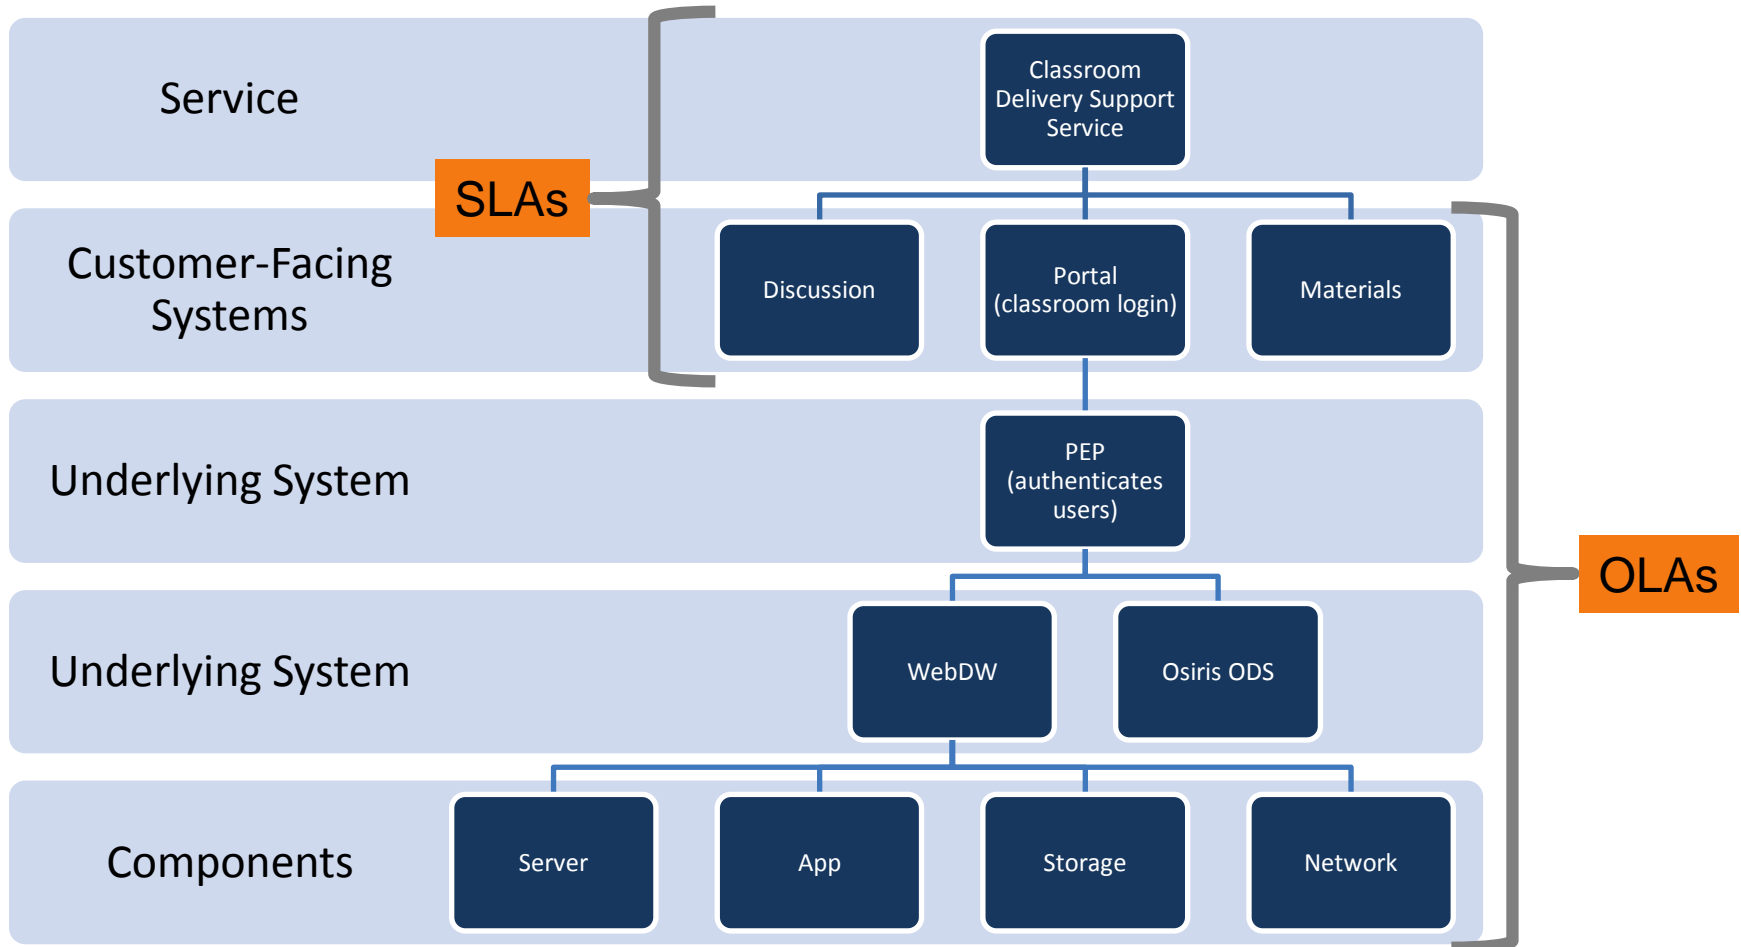 Service
Classroom
Delivery Support
Service
SLAs
Customer-Facing
Systems
Discussion
Portal
(classroom login)
Materials
Underlying System
PEP
(authenticates
users)
OLAs
Underlying System
WebDW
Osiris ODS
Components
Server
App
Storage
Network